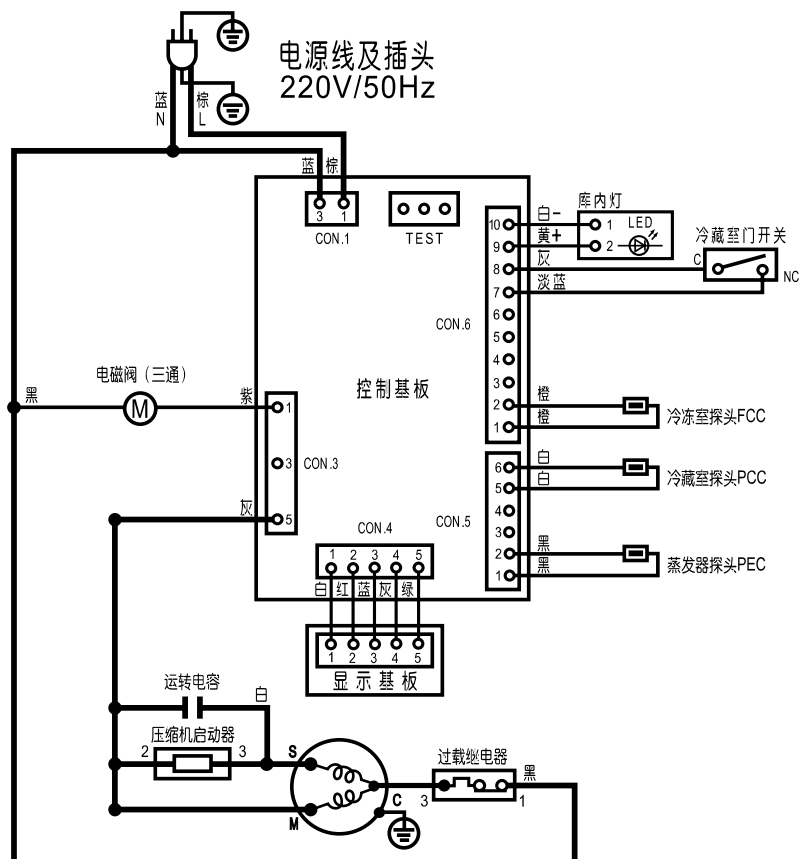 电源线及插头
220V/50Hz
蓝 棕
N L
蓝 棕
3 1
CON.1
TEST
10 白-
9 黄+
8 灰
7 淡蓝
6
5
4
3
2 橙
1 橙
CON.6
库内灯
1 LED
2
冷藏室门开关
C
NC
电磁阀（三通）
黑
M
紫
1
3
5
CON.3
灰
控制基板
冷冻室探头FCC
CON.5
6 白
5 白
4
3
2 黑
1 黑
冷藏室探头PCC
蒸发器探头PEC
CON.4
1 2 3 4 5
白 红 蓝 灰 绿
1 2 3 4 5
显示基板
运转电容
白
压缩机启动器
2 3
S
M
C
过载继电器
3 1
黑